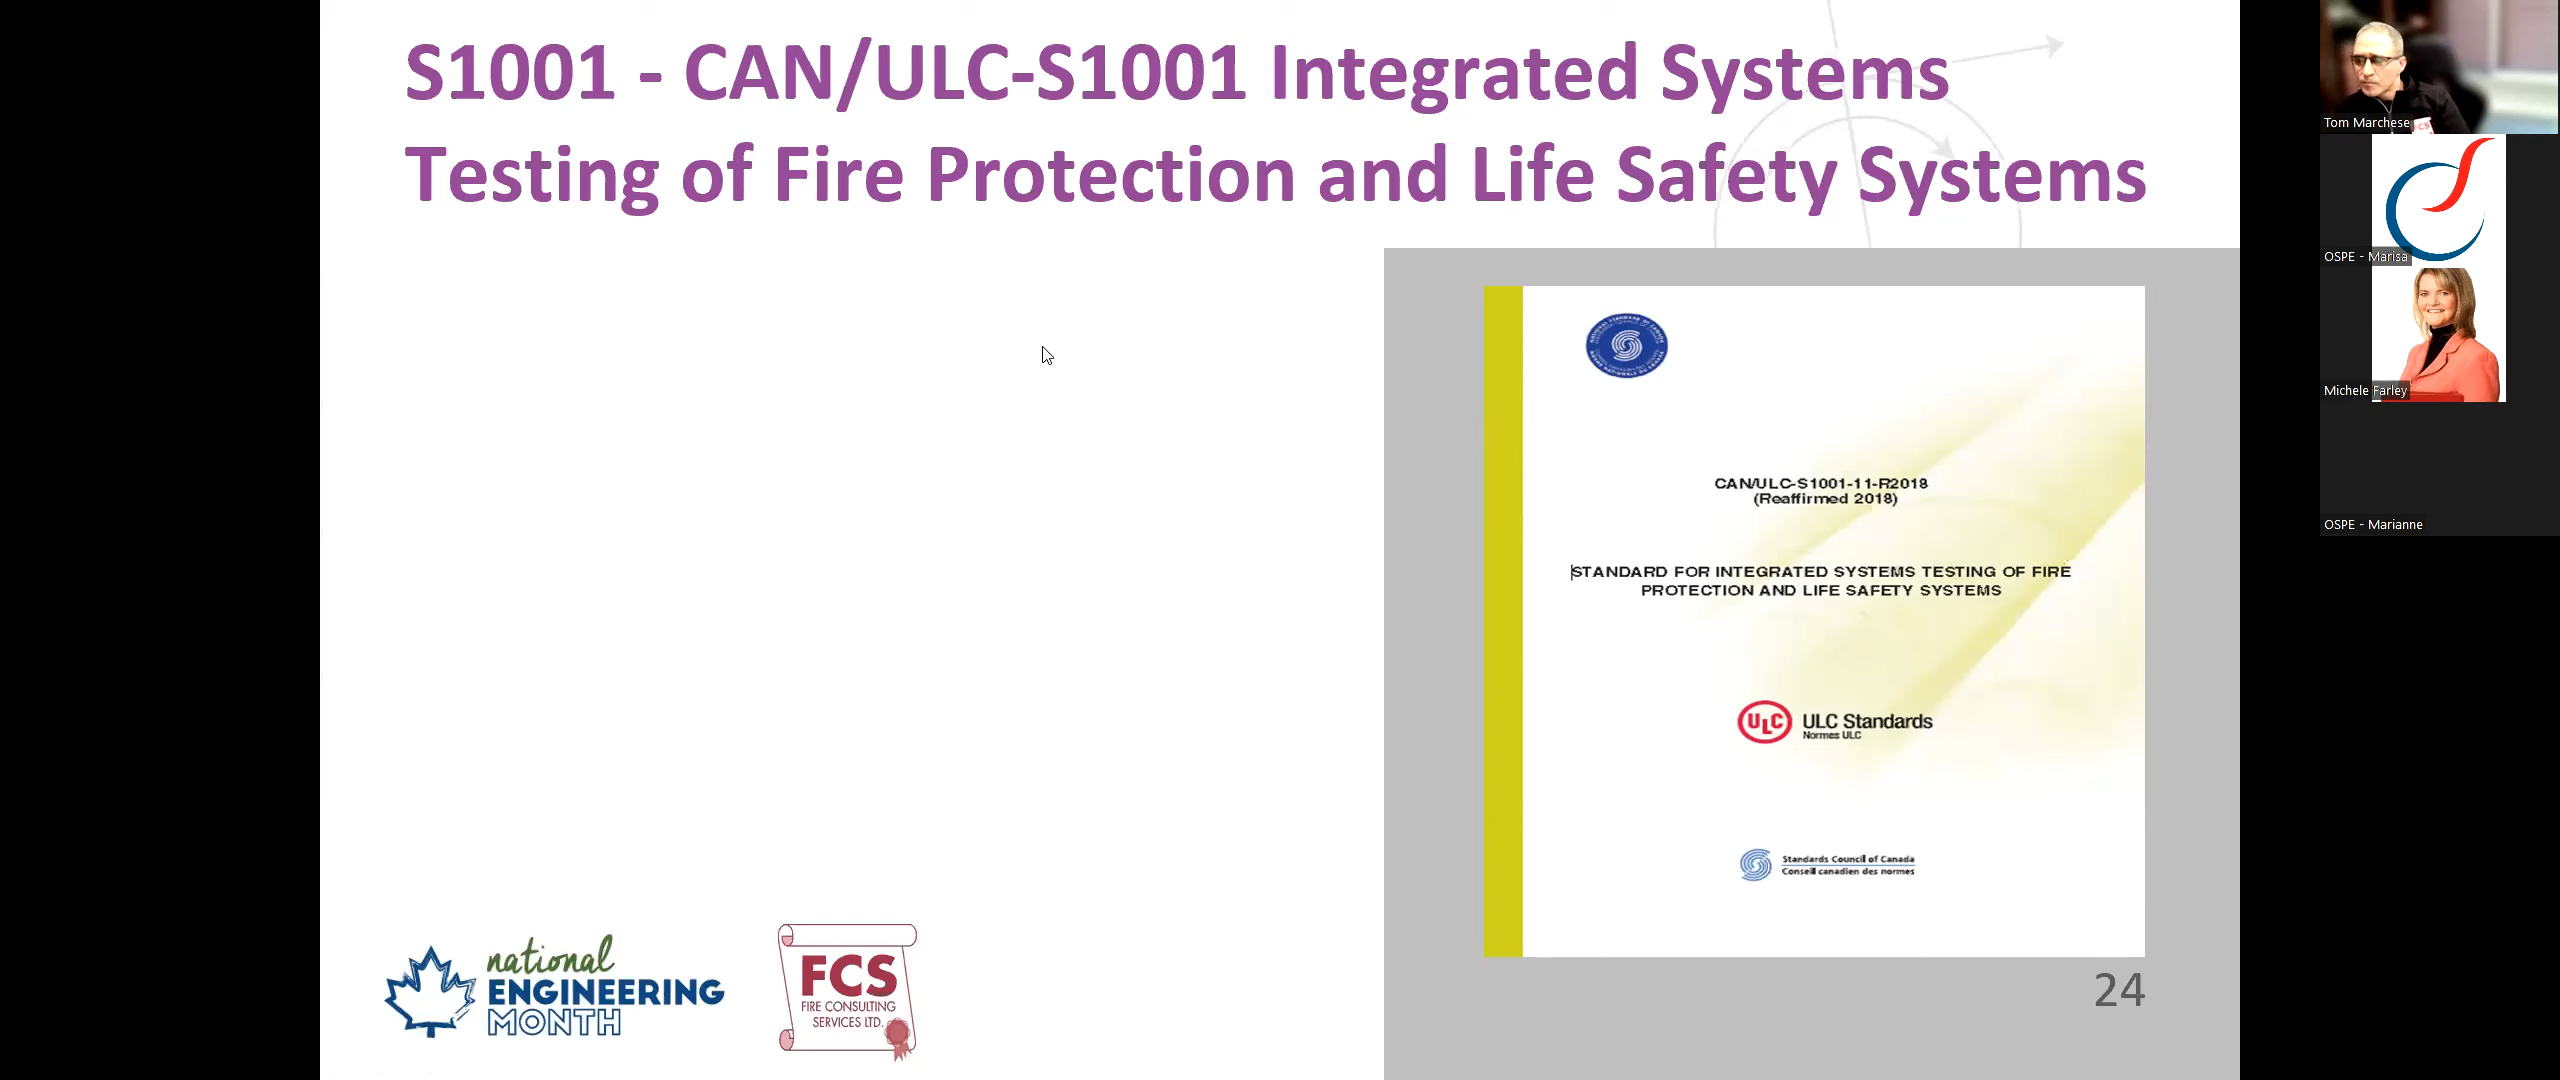 S1001 - CAN/ULC-S1001 Integrated Systems
Testing of Fire Protection and Life Safety Systems
CAN/ULC-S1001-11-R2018
(Reaffirmed 2018)
STANDARD FOR INTEGRATED SYSTEMS TESTING OF FIRE
PROTECTION AND LIFE SAFETY SYSTEMS
ULC
ULC Standards
Normes ULC
Standards Council of Canada
Conseil canadien des normes
national
ENGINEERING
MONTH
FCS
FIRE CONSULTING
SERVICES LTD.
24
Tom Marchese
FCS
OSPE - Marisa
Michele Farley
OSPE - Marianne